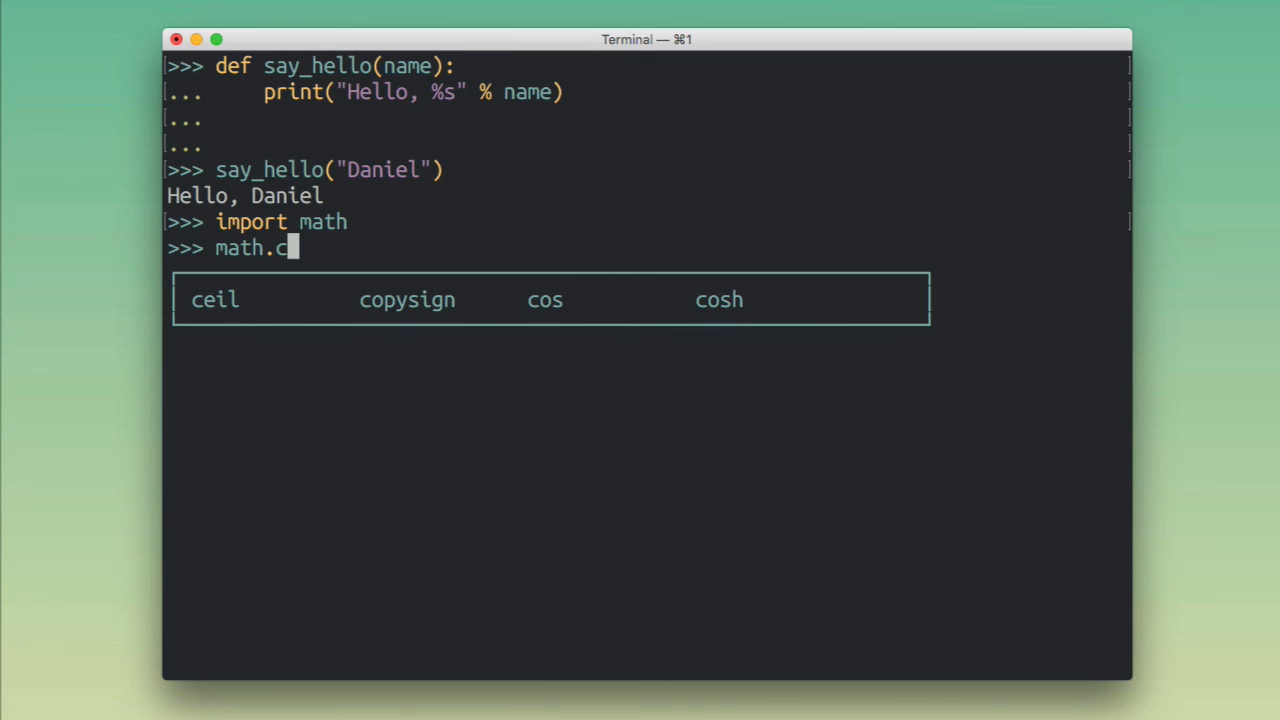 Terminal — ⌘1
>>> def say_hello(name):
...     print("Hello, %s" % name)
...
...
>>> say_hello("Daniel")
Hello, Daniel
>>> import math
>>> math.c
ceil          copysign      cos           cosh